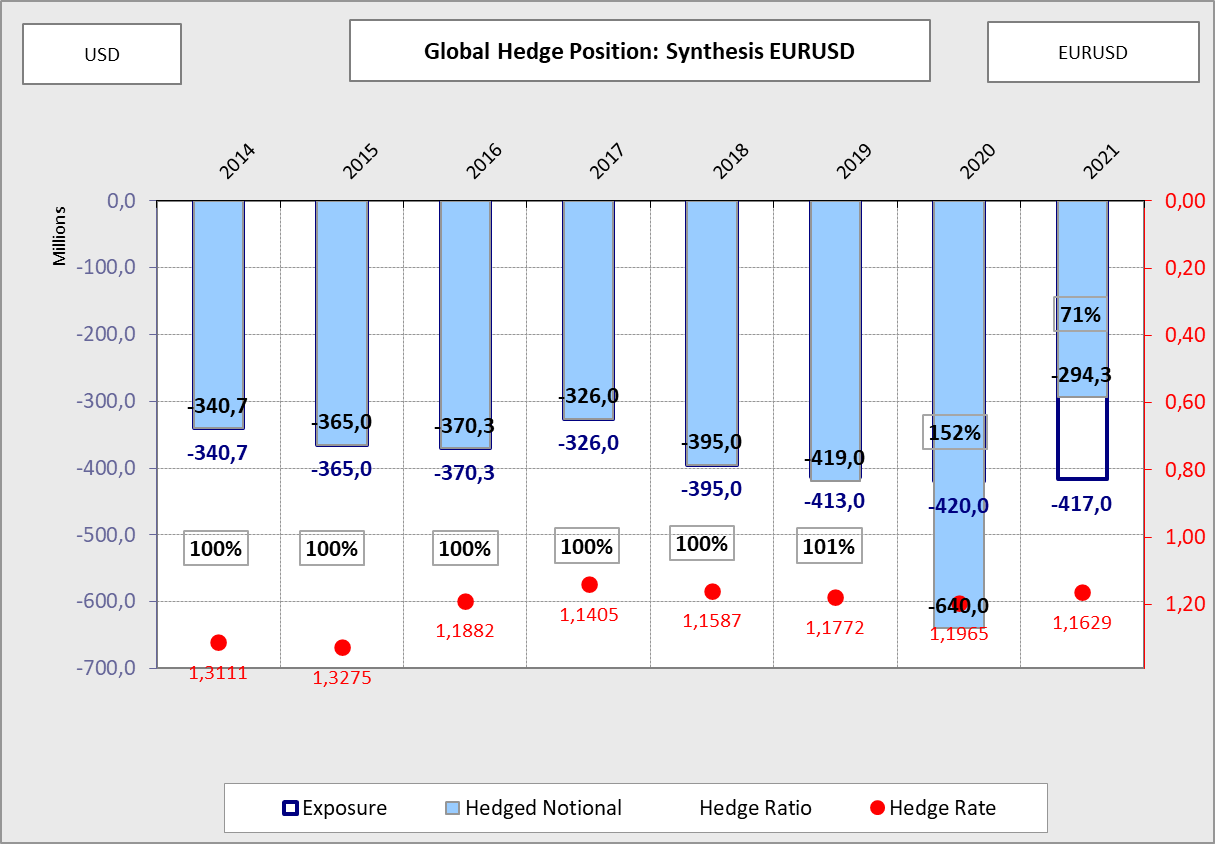 USD
Global Hedge Position: Synthesis EURUSD
EURUSD
2014 2015 2016 2017 2018 2019 2020 2021
Millions
0,0
-100,0
-200,0
-300,0
-400,0
-500,0
-600,0
-700,0
0,00
0,20
0,40
0,60
0,80
1,00
1,20
71%
-294,3
-340,7 -365,0 -370,3 -326,0 -395,0 -419,0 -640,0
152%
-340,7 -365,0 -370,3 -326,0 -395,0 -413,0 -420,0 -417,0
100% 100% 100% 100% 100% 101%
1,3111 1,3275 1,1882 1,1405 1,1587 1,1772 1,1965 1,1629
Exposure Hedged Notional Hedge Ratio Hedge Rate